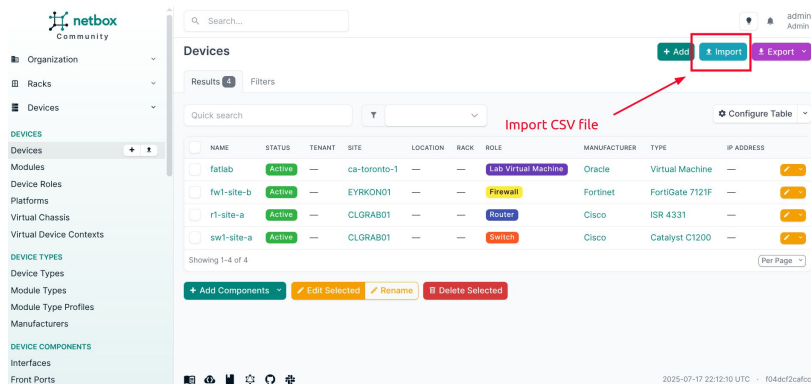 netbox
Community
Search...
admin
Admin
Organization
Racks
Devices
DEVICES
Devices
Modules
Device Roles
Platforms
Virtual Chassis
Virtual Device Contexts
DEVICE TYPES
Device Types
Module Types
Module Type Profiles
Manufacturers
DEVICE COMPONENTS
Interfaces
Front Ports
Devices
+ Add Import Export
Results 4 Filters
Quick search
Configure Table
Import CSV file
NAME STATUS TENANT SITE LOCATION RACK ROLE MANUFACTURER TYPE IP ADDRESS
fatlab Active — ca-toronto-1 — — Lab Virtual Machine Oracle Virtual Machine —
fw1-site-b Active — EYRKON01 — — Firewall Fortinet FortiGate 7121F —
r1-site-a Active — CLGRAB01 — — Router Cisco ISR 4331 —
sw1-site-a Active — CLGRAB01 — — Switch Cisco Catalyst C1200 —
Showing 1-4 of 4
Per Page
+ Add Components Edit Selected Rename Delete Selected
2025-07-17 22:12:10 UTC · f04dcf2cafcc